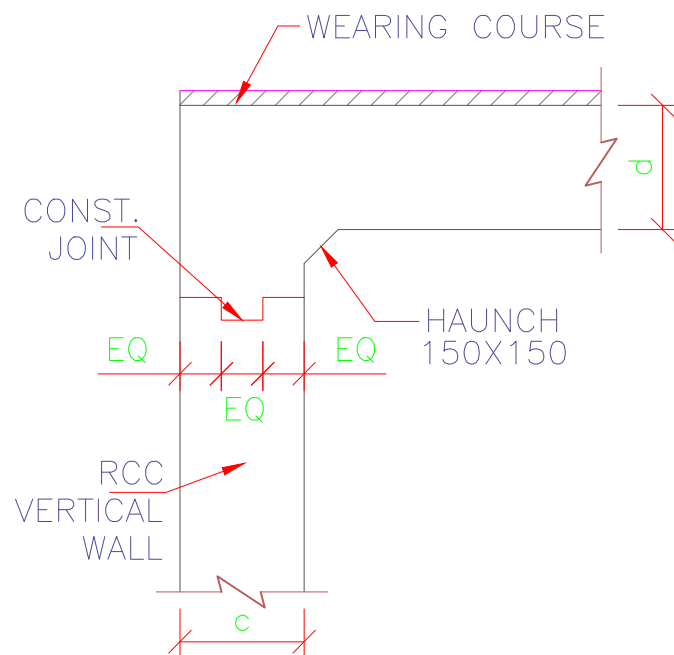 WEARING COURSE
d
CONST.
JOINT
HAUNCH
150X150
EQ
EQ
EQ
RCC
VERTICAL
WALL
c